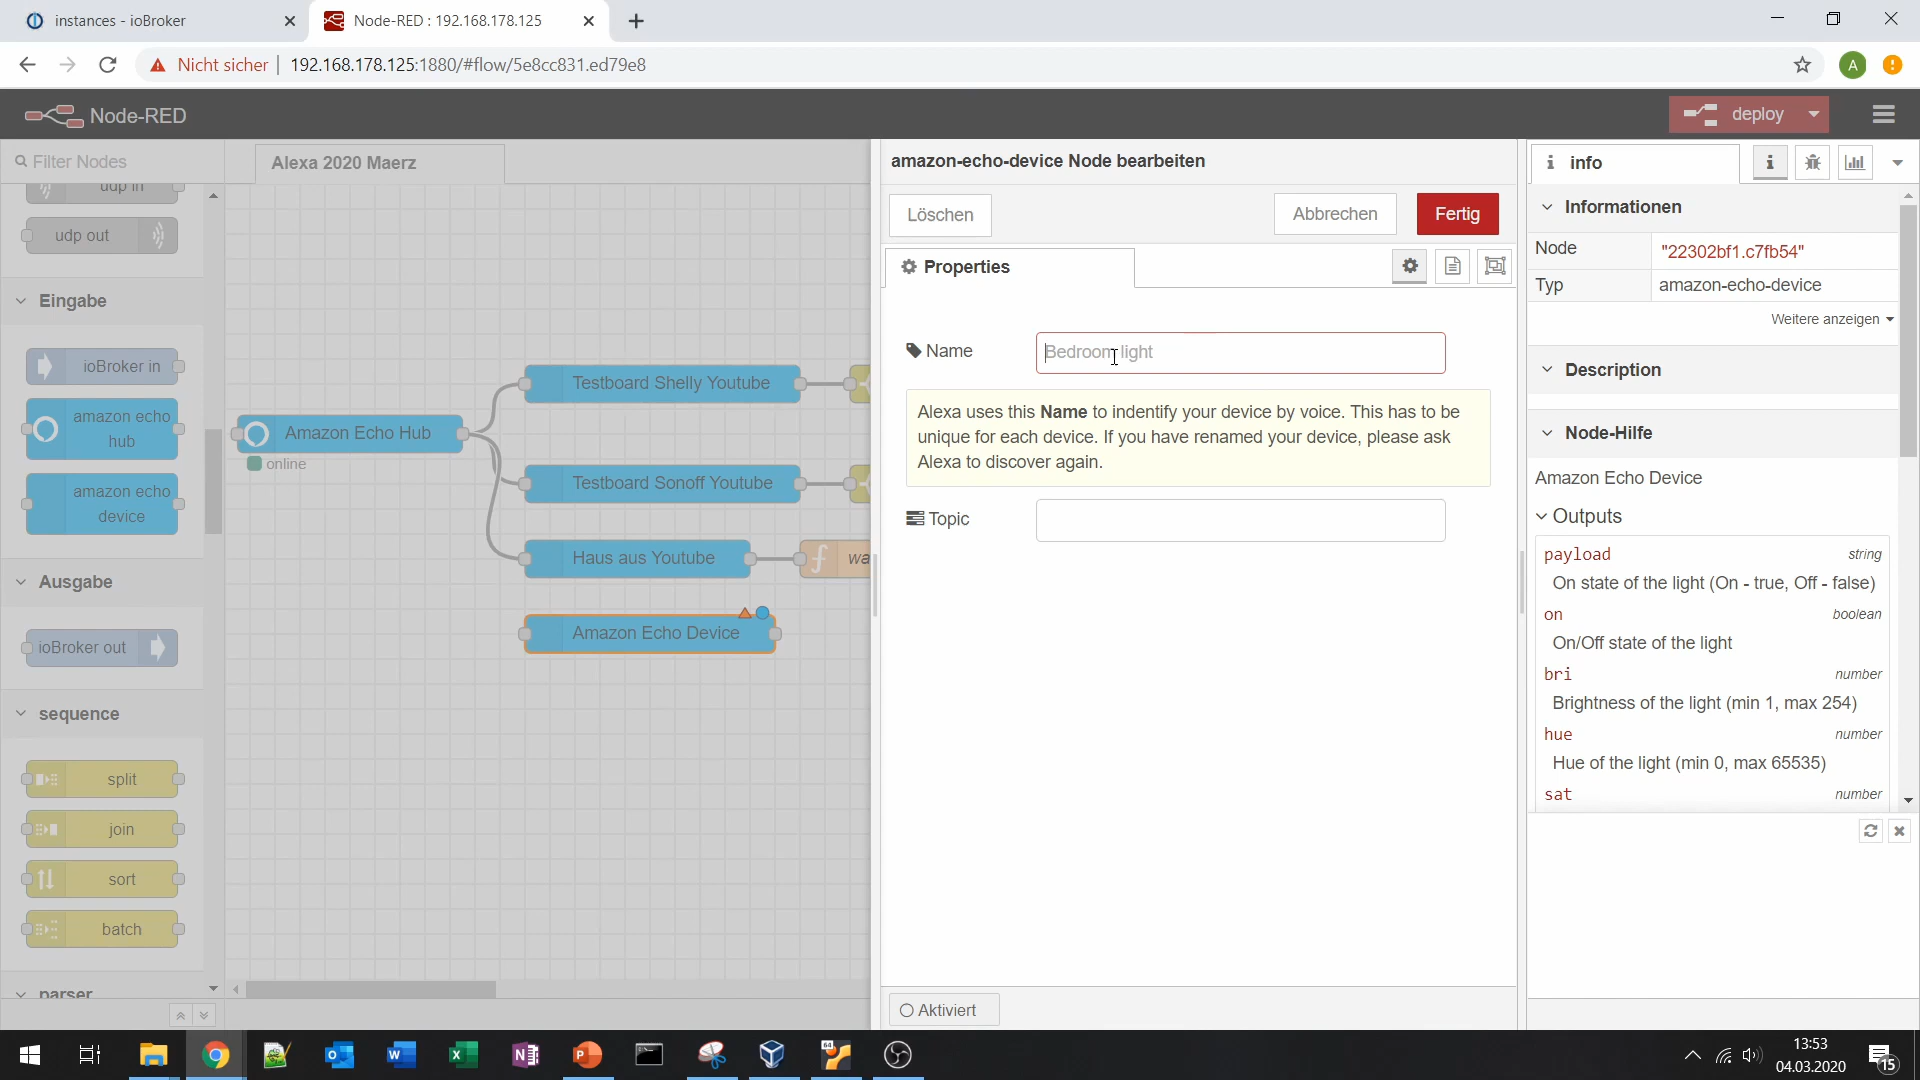 instances - ioBroker
Node-RED : 192.168.178.125
Nicht sicher
192.168.178.125:1880/#flow/5e8cc831.ed79e8
A
Node-RED
deploy
Filter Nodes
udp in
udp out
Eingabe
ioBroker in
amazon echo
hub
amazon echo
device
Ausgabe
ioBroker out
sequence
split
join
sort
batch
parser
Alexa 2020 Maerz
Amazon Echo Hub
online
Testboard Shelly Youtube
Testboard Sonoff Youtube
Haus aus Youtube
wa
Amazon Echo Device
amazon-echo-device Node bearbeiten
Löschen
Abbrechen
Fertig
Properties
Name
Bedroom light
Alexa uses this Name to indentify your device by voice. This has to be
unique for each device. If you have renamed your device, please ask
Alexa to discover again.
Topic
Aktiviert
info
Informationen
Node
"22302bf1.c7fb54"
Typ
amazon-echo-device
Weitere anzeigen
Description
Node-Hilfe
Amazon Echo Device
Outputs
payload string
On state of the light (On - true, Off - false)
on boolean
On/Off state of the light
bri number
Brightness of the light (min 1, max 254)
hue number
Hue of the light (min 0, max 65535)
sat number
64
13:53
04.03.2020
15